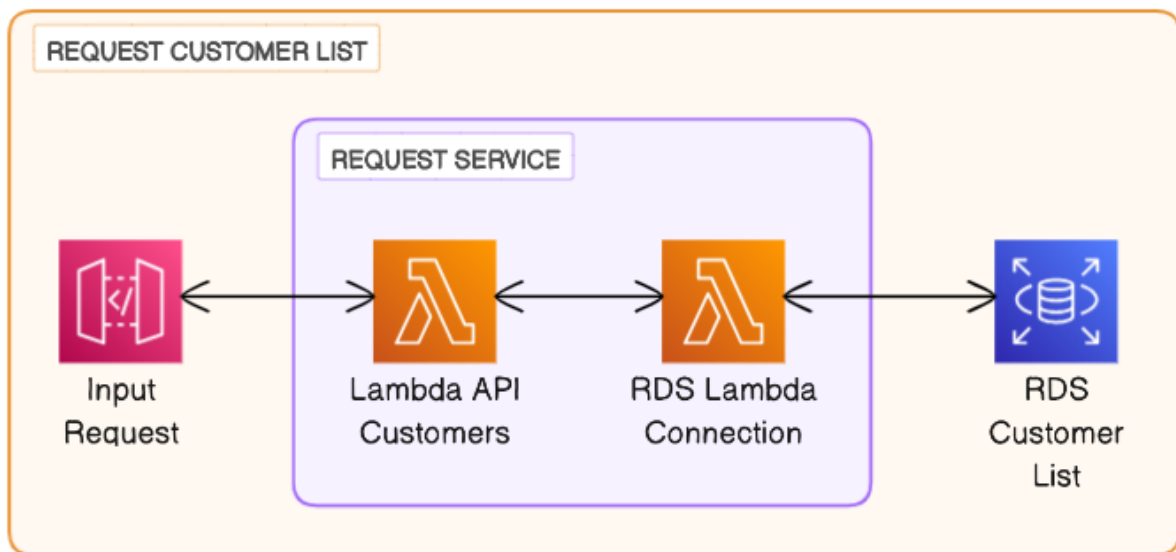 REQUEST CUSTOMER LIST
REQUEST SERVICE
</>
Input
Request
Lambda API
Customers
RDS Lambda
Connection
RDS
Customer
List